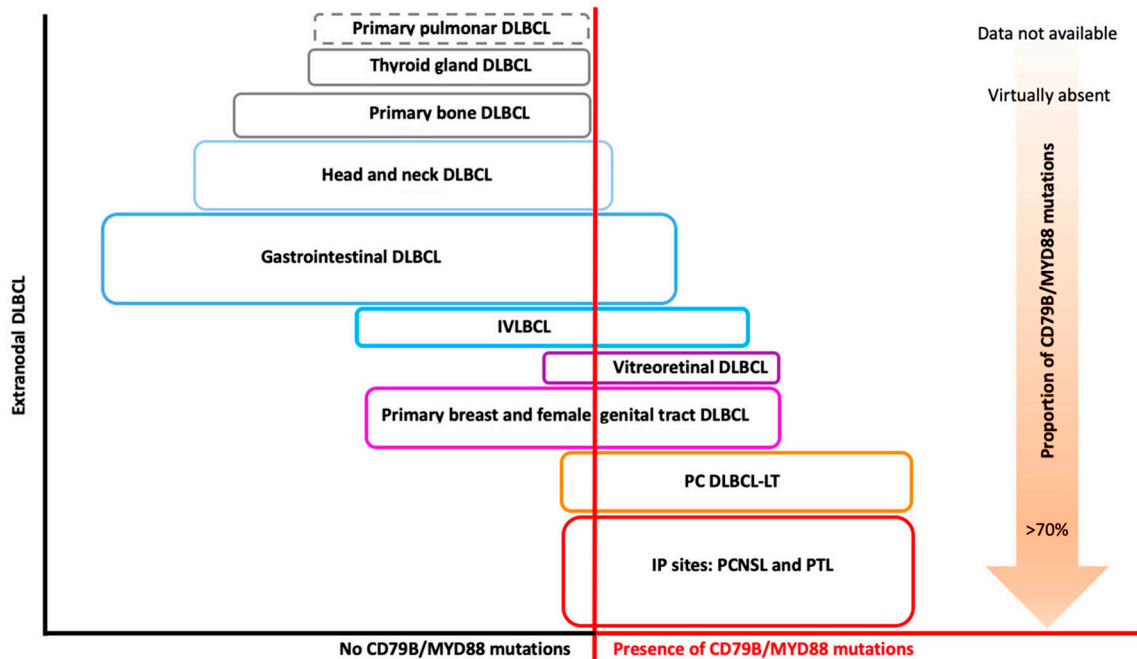 Primary pulmonar DLBCL
Data not available
Thyroid gland DLBCL
Virtually absent
Primary bone DLBCL
Head and neck DLBCL
Gastrointestinal DLBCL
IVLBCL
Vitreoretinal DLBCL
Primary breast and female genital tract DLBCL
PC DLBCL-LT
IP sites: PCNSL and PTL
Extranodal DLBCL
Proportion of CD79B/MYD88 mutations
>70%
No CD79B/MYD88 mutations
Presence of CD79B/MYD88 mutations